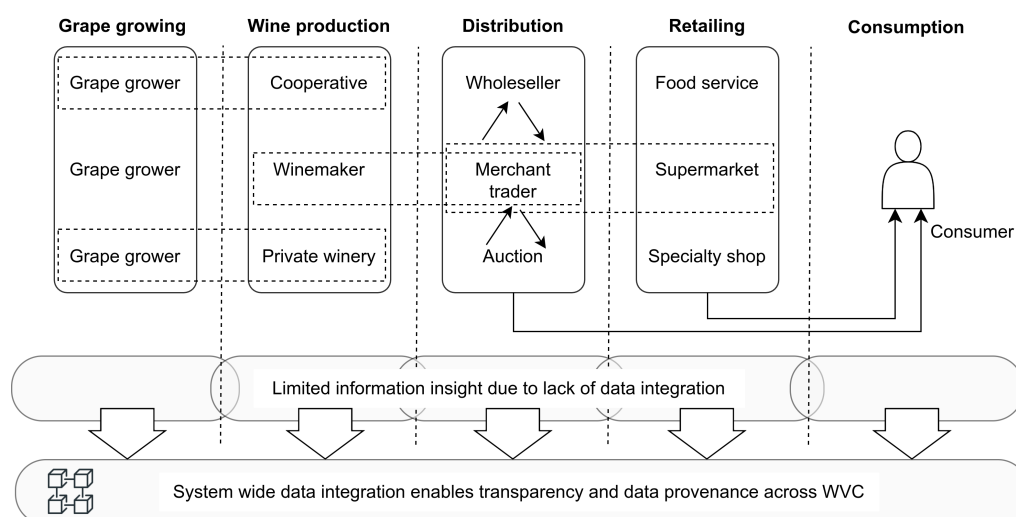 Grape growing
Wine production
Distribution
Retailing
Consumption
Grape grower
Cooperative
Wholeseller
Food service
Grape grower
Winemaker
Merchant
trader
Supermarket
Grape grower
Private winery
Auction
Specialty shop
Consumer
Limited information insight due to lack of data integration
System wide data integration enables transparency and data provenance across WVC